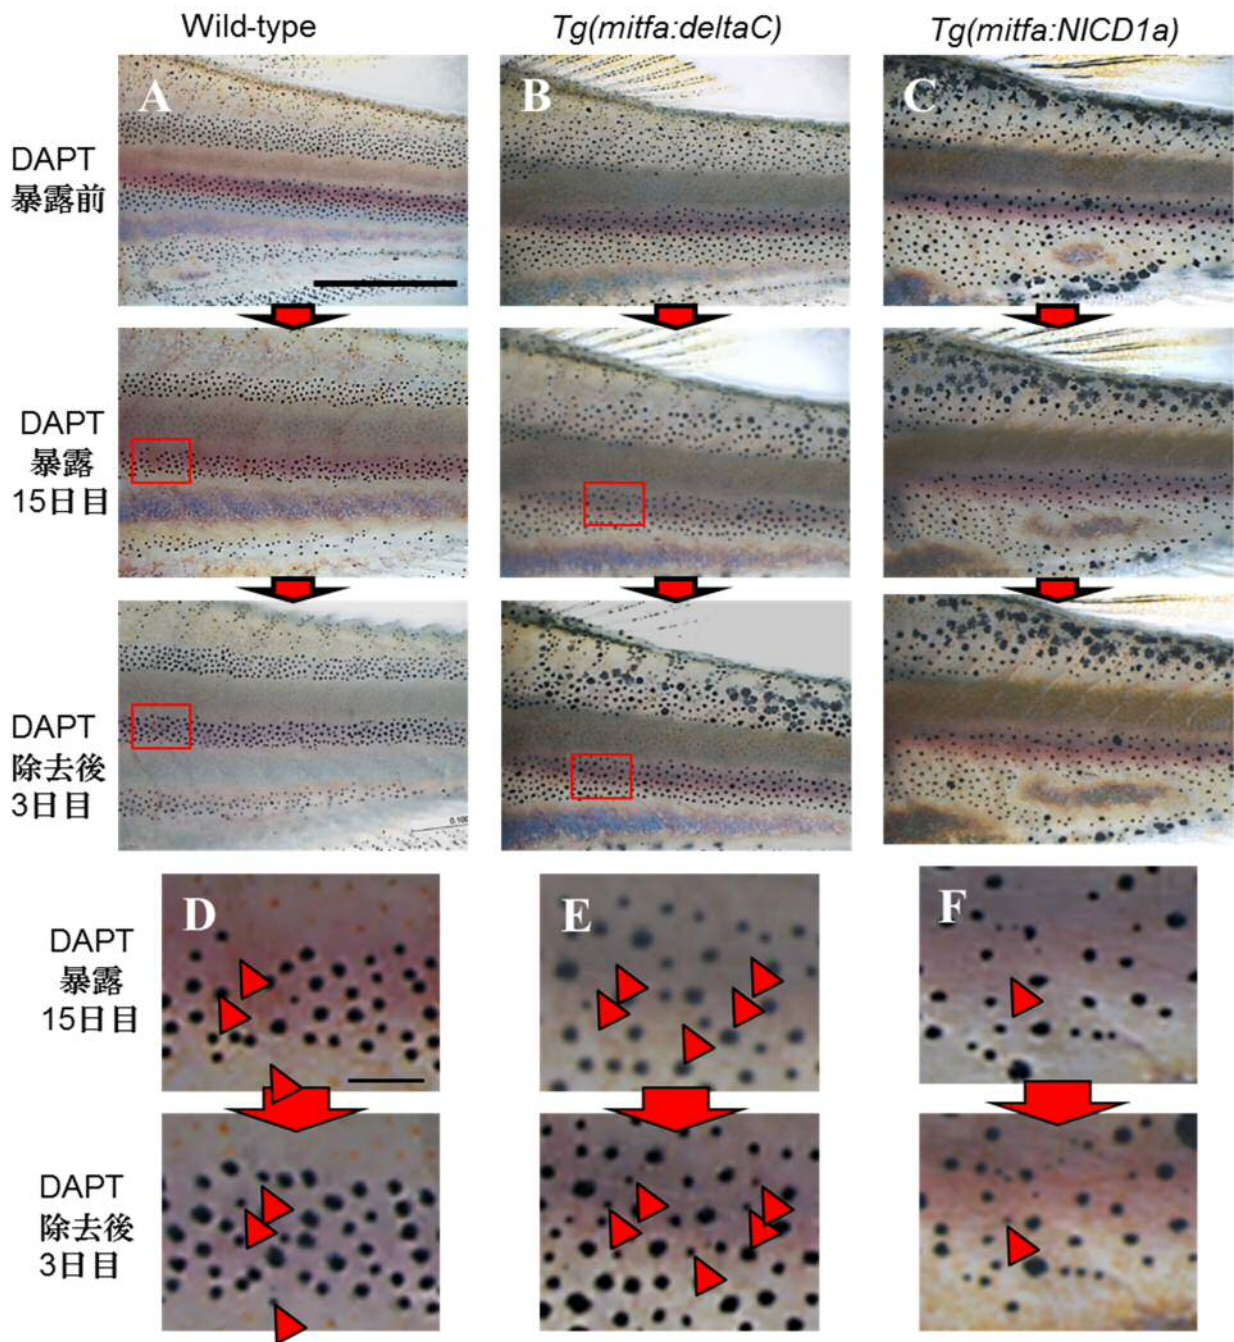 Wild-type
Tg(mitfa:deltaC)
Tg(mitfa:NICD1a)
A
B
C
DAPT
暴露前
DAPT
暴露
15日目
DAPT
除去後
3日目
0.100
D
E
F
DAPT
暴露
15日目
DAPT
除去後
3日目